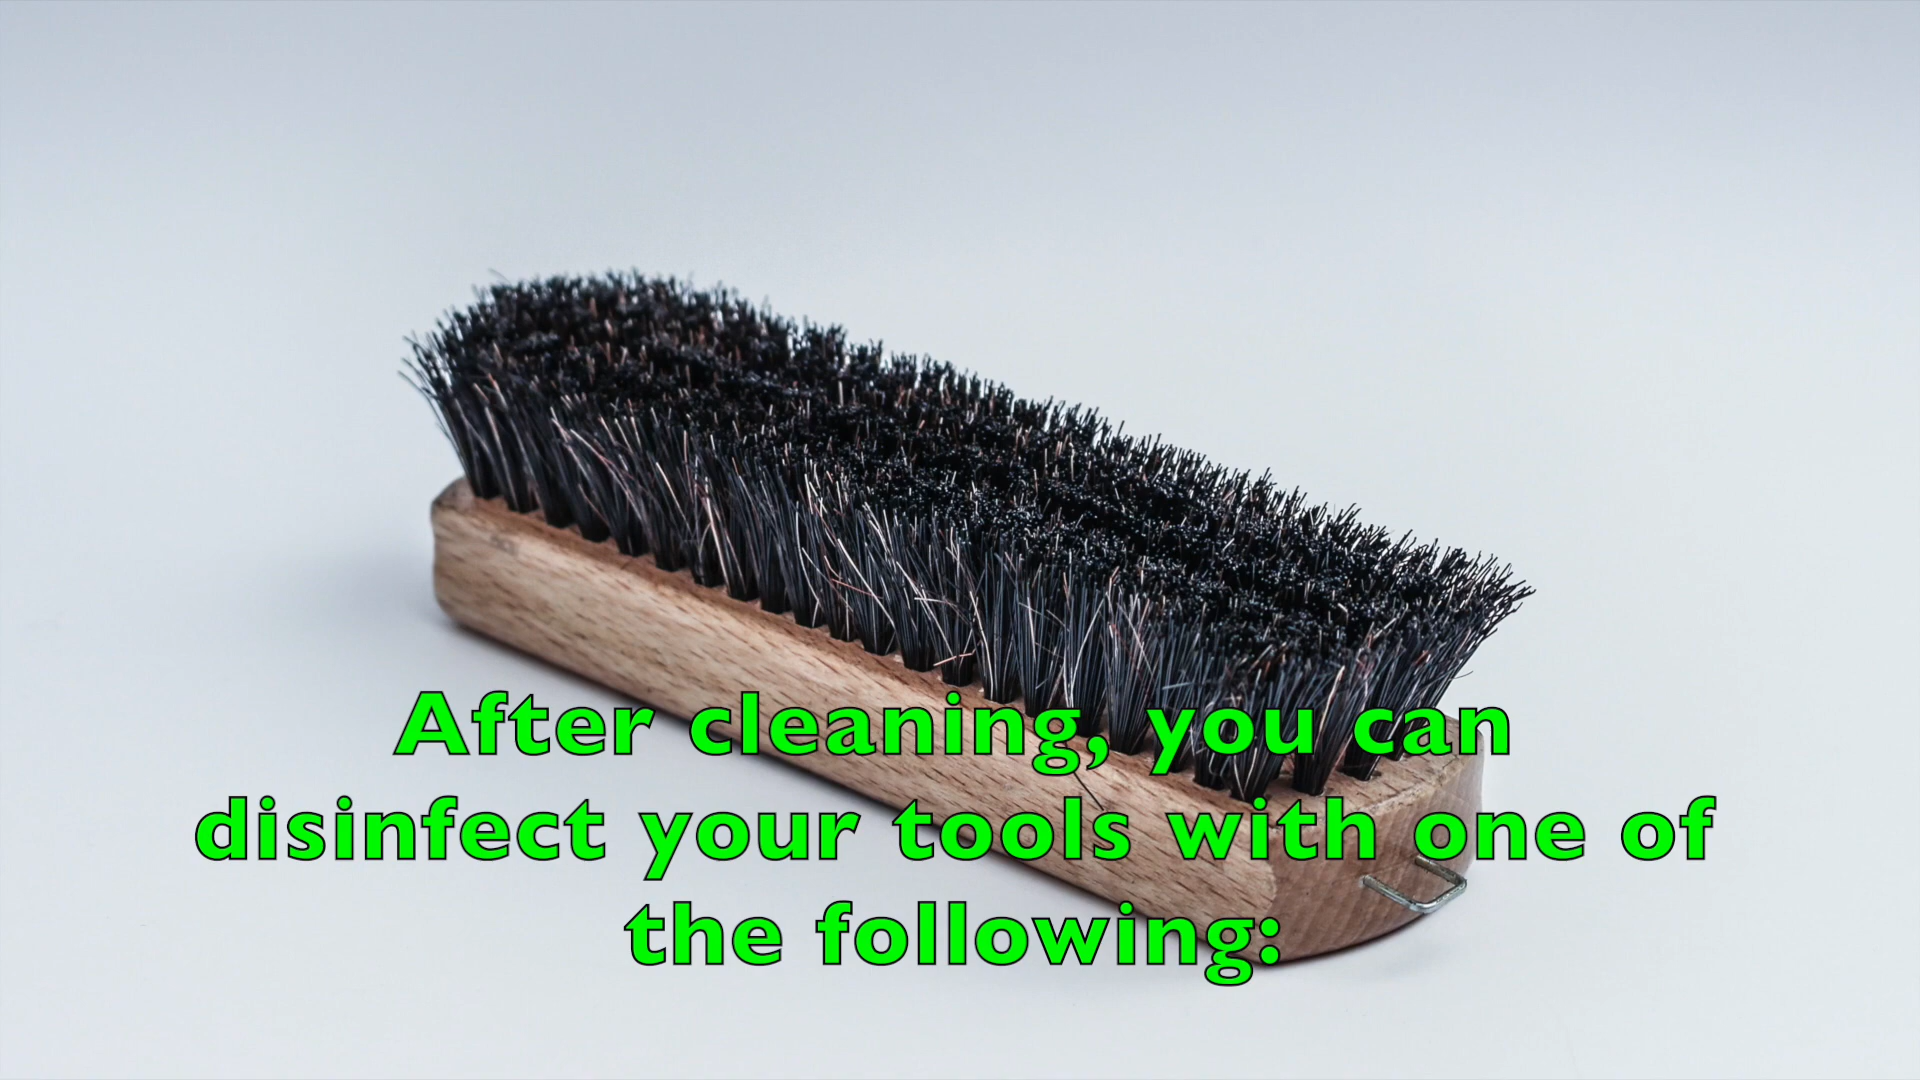 After cleaning, you can
disinfect your tools with one of
the following: